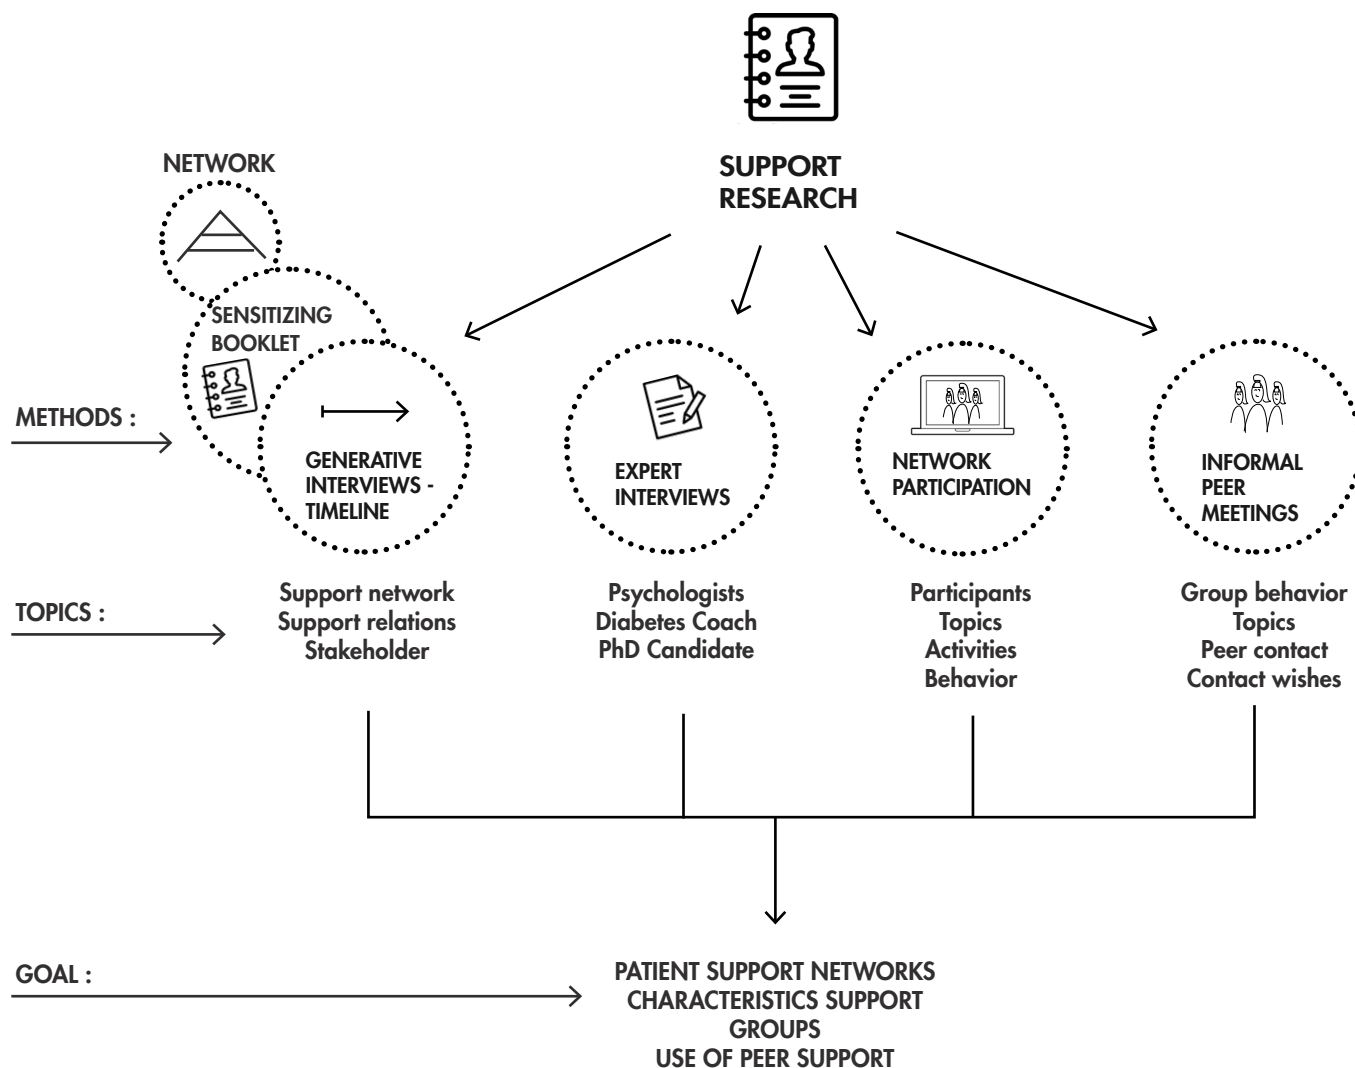 SUPPORT
RESEARCH
NETWORK
SENSITIZING
BOOKLET
METHODS :
GENERATIVE
INTERVIEWS -
TIMELINE
EXPERT
INTERVIEWS
NETWORK
PARTICIPATION
INFORMAL
PEER
MEETINGS
TOPICS :
Support network
Support relations
Stakeholder
Psychologists
Diabetes Coach
PhD Candidate
Participants
Topics
Activities
Behavior
Group behavior
Topics
Peer contact
Contact wishes
GOAL :
PATIENT SUPPORT NETWORKS
CHARACTERISTICS SUPPORT
GROUPS
USE OF PEER SUPPORT